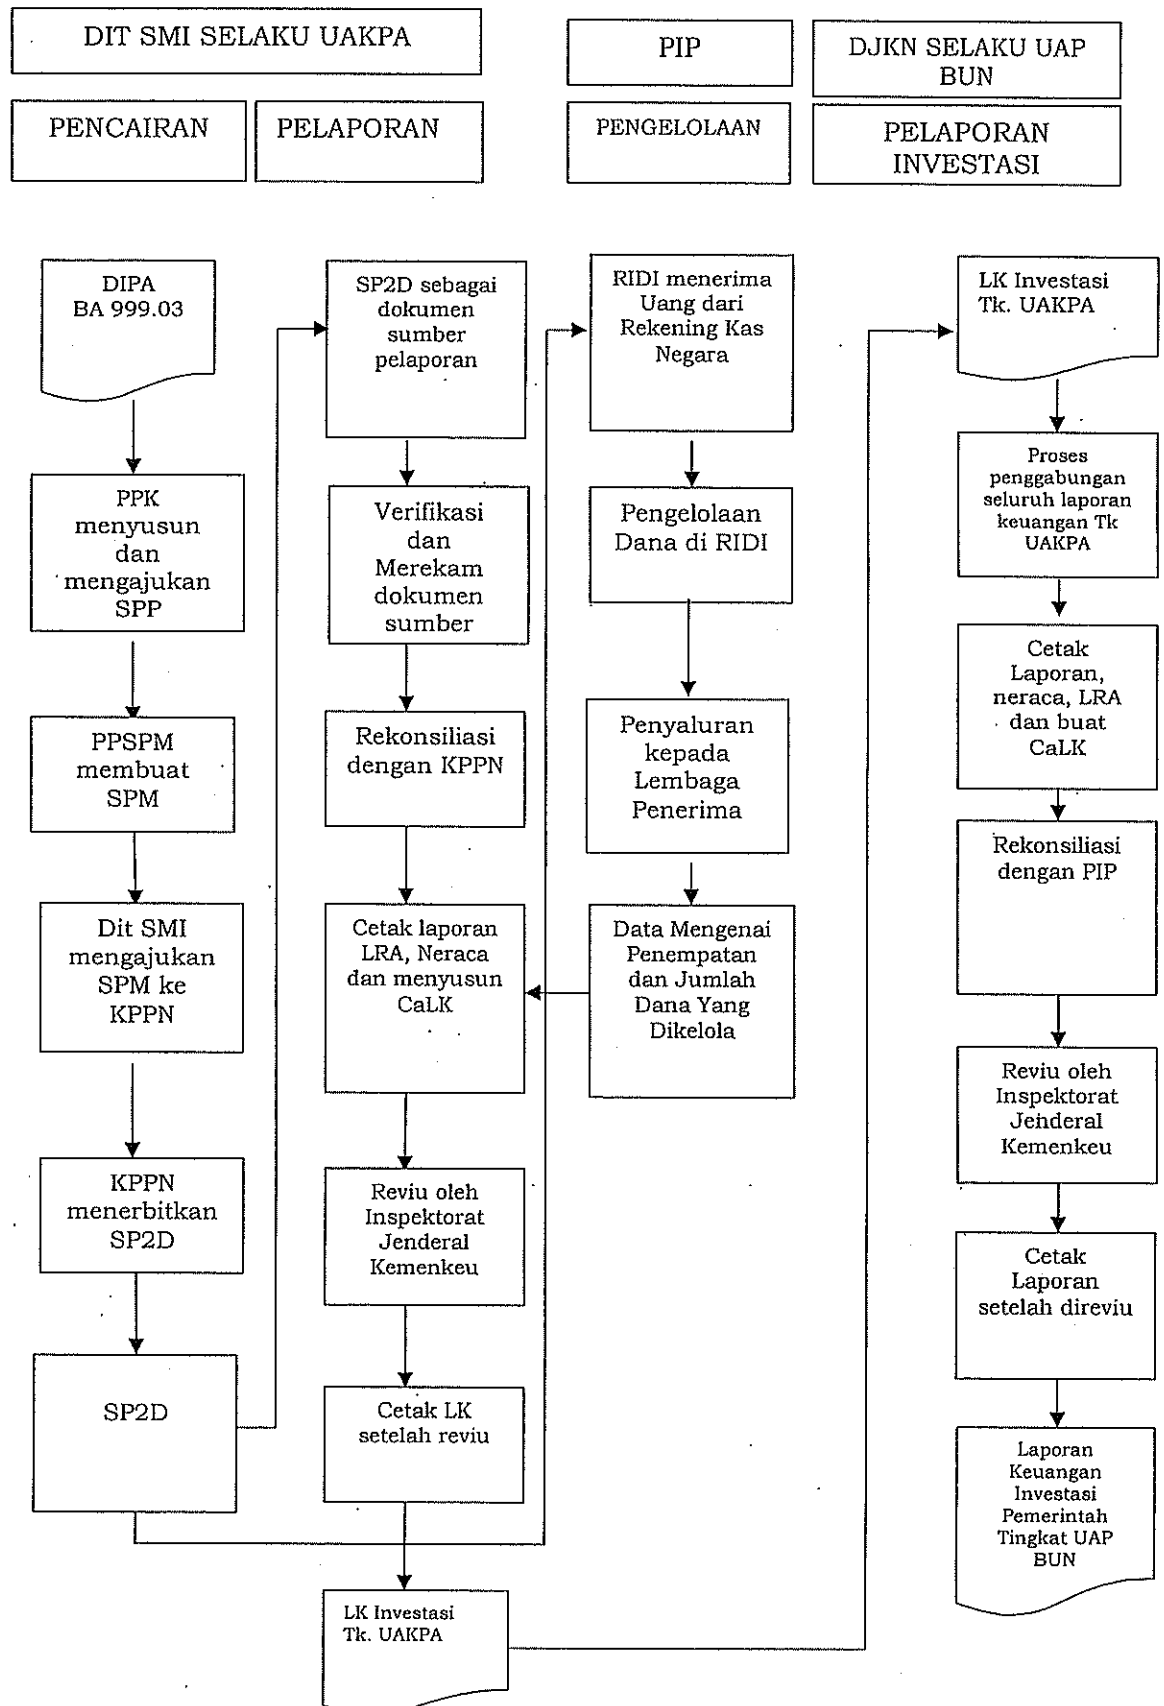 DIT SMI SELAKU UAKPA
PIP
DJKN SELAKU UAP
BUN
PENCAIRAN
PELAPORAN
PENGELOLAAN
PELAPORAN
INVESTASI
DIPA
BA 999.03
PPK
menyusun
dan
mengajukan
SPP
PPSPM
membuat
SPM
Dit SMI
mengajukan
SPM ke
KPPN
KPPN
menerbitkan
SP2D
SP2D
SP2D sebagai
dokumen
sumber
pelaporan
Verifikasi
dan
Merekam
dokumen
sumber
Rekonsiliasi
dengan KPPN
Cetak laporan
LRA, Neraca
dan menyusun
CaLK
Reviu oleh
Inspektorat
Jenderal
Kemenkeu
Cetak LK
setelah reviu
LK Investasi
Tk. UAKPA
RIDI menerima
Uang dari
Rekening Kas
Negara
Pengelolaan
Dana di RIDI
Penyaluran
kepada
Lembaga
Penerima
Data Mengenai
Penempatan
dan Jumlah
Dana Yang
Dikelola
LK Investasi
Tk. UAKPA
Proses
penggabungan
seluruh laporan
keuangan Tk
UAKPA
Cetak
Laporan,
neraca, LRA
dan buat
CaLK
Rekonsiliasi
dengan PIP
Reviu oleh
Inspektorat
Jenderal
Kemenkeu
Cetak
Laporan
setelah direviu
Laporan
Keuangan
Investasi
Pemerintah
Tingkat UAP
BUN